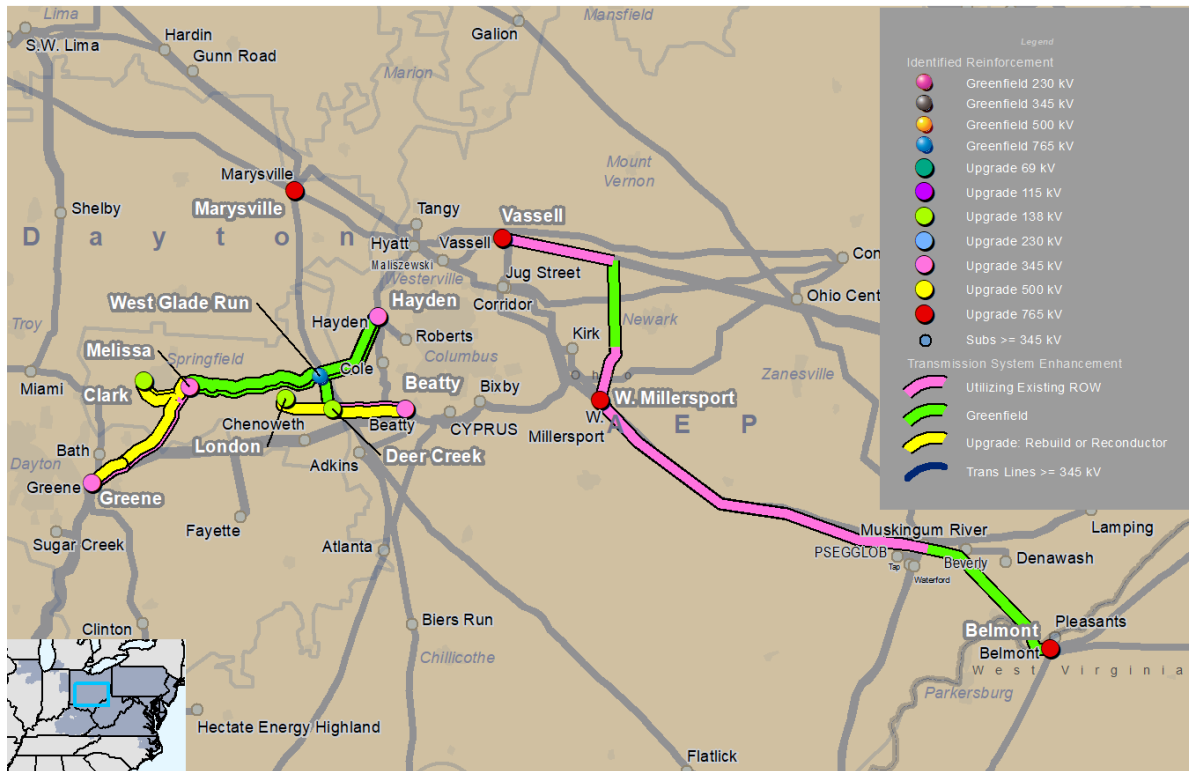 Lima
Mansfield
S.W. Lima
Hardin
Galion
Gunn Road
Marion
Mount
Vernon
Marysville
Marysville
Shelby
Tangy
Vassell
Dayton
Hyatt
Vassell
Maliszewski
Westerville
Jug Street
Con
West Glade Run
Hayden
Corridor
Ohio Cent
Troy
Hayden
Newark
Melissa
Springfield
Roberts
Kirk
Columbus
Ohio
Miami
Cole
Beatty
Zanesville
Clark
Bixby
W. Millersport
Chenoweth
Beatty
CYPRUS
W.
Millersport
AEP
Bath
London
Adkins
Deer Creek
Dayton
Greene
Greene
Fayette
Muskingum River
Lamping
Sugar Creek
Atlanta
PSEGGLOB
Tap
Waterford
Beverly
Denawash
Clinton
Biers Run
Belmont
Pleasants
Chillicothe
Belmont
West Virginia
Parkersburg
Hectate Energy Highland
Flatlick
Legend
Identified Reinforcement
Greenfield 230 kV
Greenfield 345 kV
Greenfield 500 kV
Greenfield 765 kV
Upgrade 69 kV
Upgrade 115 kV
Upgrade 138 kV
Upgrade 230 kV
Upgrade 345 kV
Upgrade 500 kV
Upgrade 765 kV
Subs >= 345 kV
Transmission System Enhancement
Utilizing Existing ROW
Greenfield
Upgrade: Rebuild or Reconductor
Trans Lines >= 345 kV